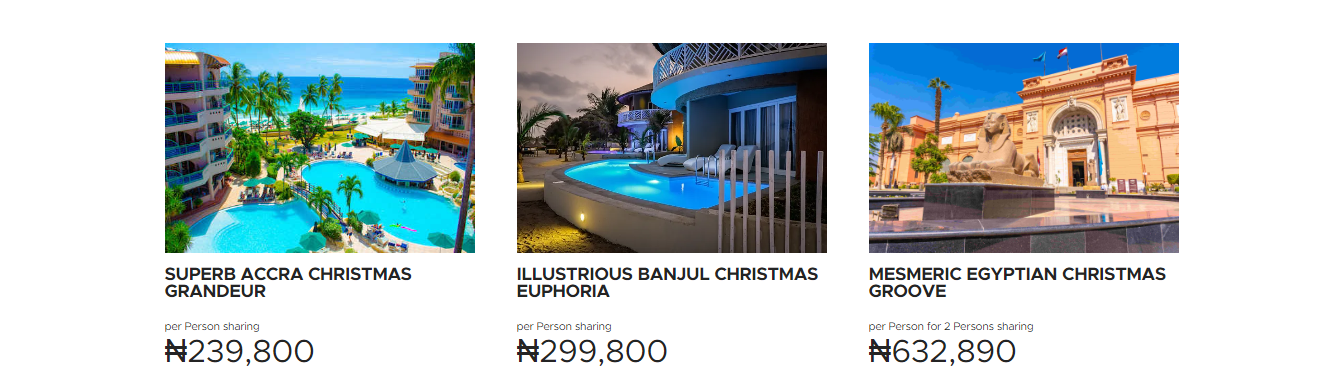 SUPERB ACCRA CHRISTMAS
GRANDEUR
per Person sharing
₦239,800
ILLUSTRIOUS BANJUL CHRISTMAS
EUPHORIA
per Person sharing
₦299,800
MESMERIC EGYPTIAN CHRISTMAS
GROOVE
per Person for 2 Persons sharing
₦632,890